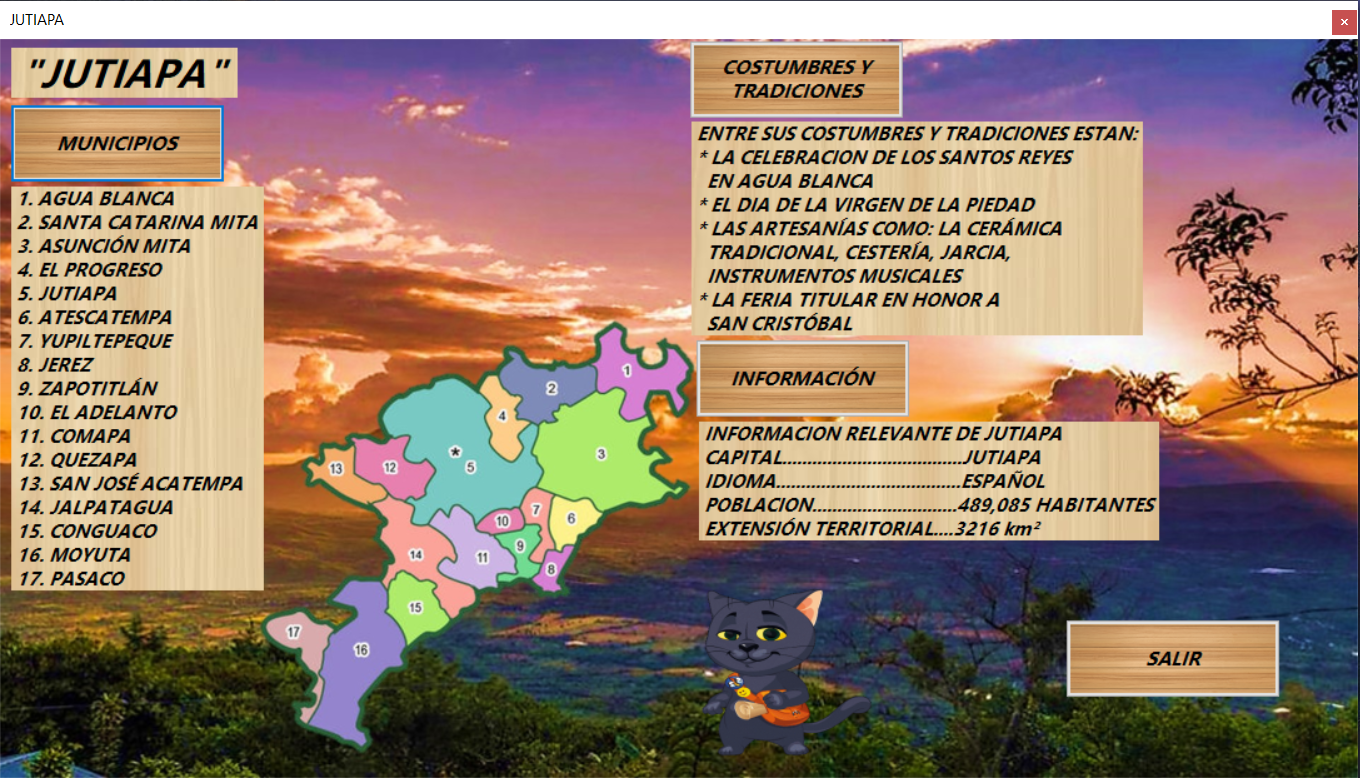 JUTIAPA
"JUTIAPA"
MUNICIPIOS
1. AGUA BLANCA
2. SANTA CATARINA MITA
3. ASUNCIÓN MITA
4. EL PROGRESO
5. JUTIAPA
6. ATESCATEMPA
7. YUPILTEPEQUE
8. JEREZ
9. ZAPOTITLÁN
10. EL ADELANTO
11. COMAPA
12. QUEZAPA
13. SAN JOSÉ ACATEMPA
14. JALPATAGUA
15. CONGUACO
16. MOYUTA
17. PASACO
1
2
4
3
*
5
12
13
7
6
10
9
11
14
8
15
17
16
COSTUMBRES Y
TRADICIONES
ENTRE SUS COSTUMBRES Y TRADICIONES ESTAN:
* LA CELEBRACION DE LOS SANTOS REYES
EN AGUA BLANCA
* EL DIA DE LA VIRGEN DE LA PIEDAD
* LAS ARTESANÍAS COMO: LA CERÁMICA
TRADICIONAL, CESTERÍA, JARCIA,
INSTRUMENTOS MUSICALES
* LA FERIA TITULAR EN HONOR A
SAN CRISTÓBAL
INFORMACIÓN
INFORMACION RELEVANTE DE JUTIAPA
CAPITAL....................................JUTIAPA
IDIOMA.....................................ESPAÑOL
POBLACION.............................489,085 HABITANTES
EXTENSIÓN TERRITORIAL....3216 km²
SALIR